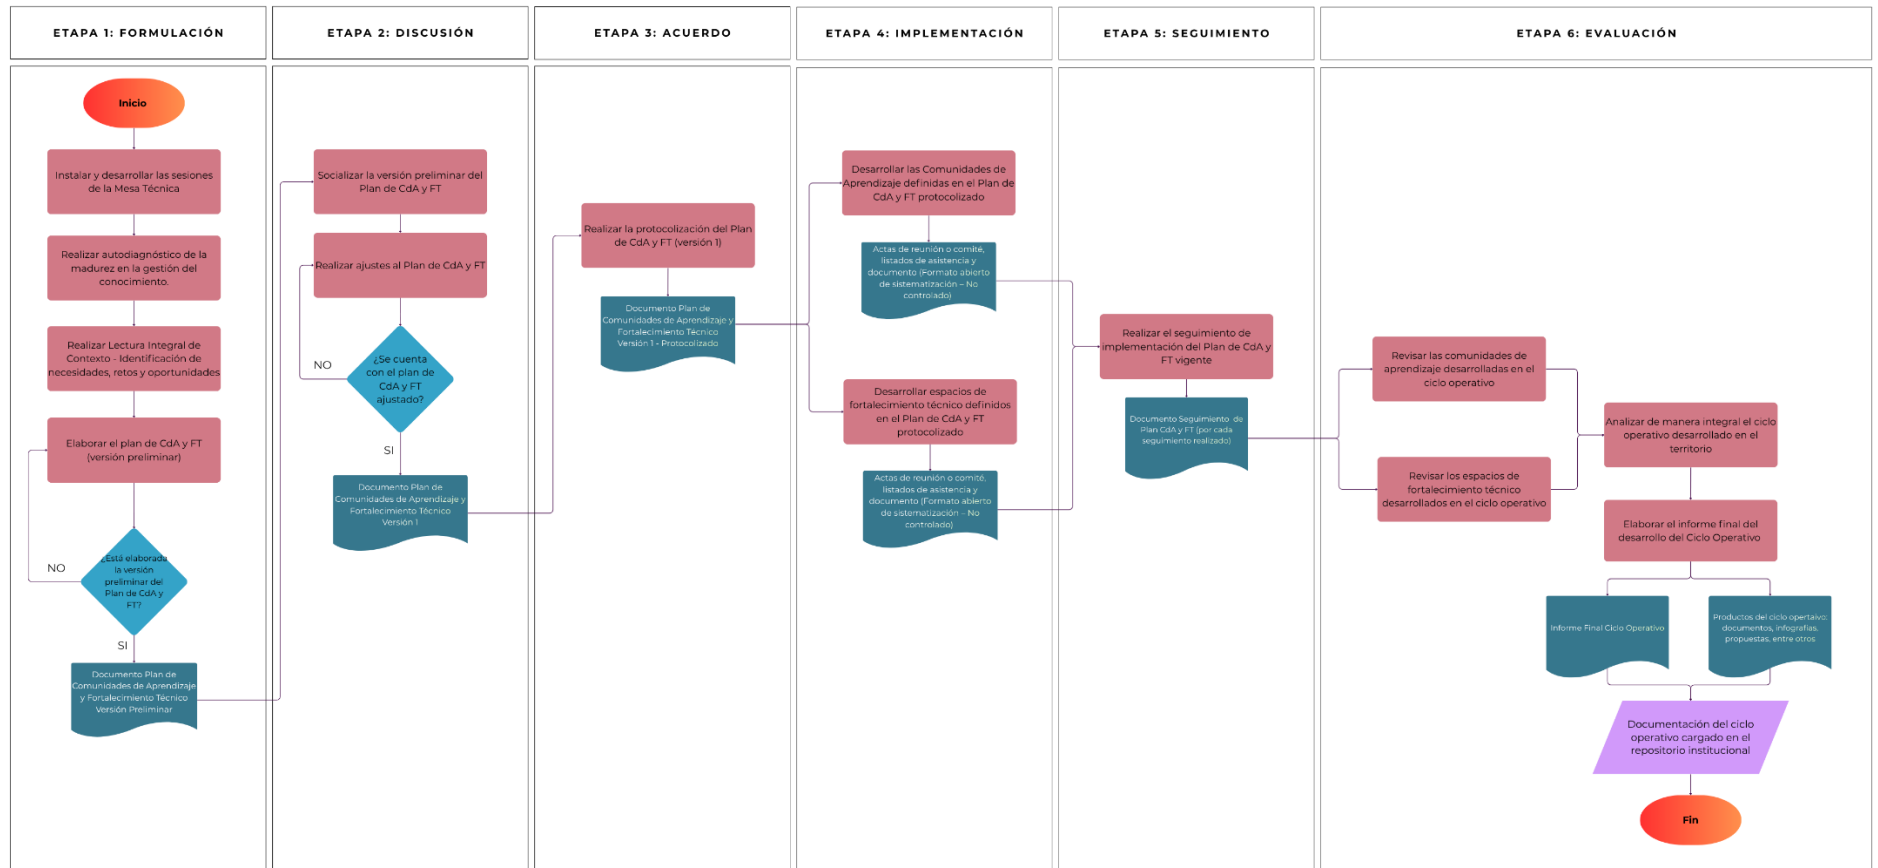 ETAPA 1: FORMULACIÓN
Inicio
Instalar y desarrollar las sesiones
de la Mesa Técnica
Realizar autodiagnóstico de la
madurez en la gestión del
conocimiento.
Realizar Lectura Integral de
Contexto - Identificación de
necesidades, retos y oportunidades
Elaborar el plan de CdA y FT
(versión preliminar)
¿Está elaborada
la versión
preliminar del
Plan de CdA y
FT?
NO
SI
Documento Plan de
Comunidades de Aprendizaje
y Fortalecimiento Técnico
Versión Preliminar
ETAPA 2: DISCUSIÓN
Socializar la versión preliminar del
Plan de CdA y FT
Realizar ajustes al Plan de CdA y FT
¿Se cuenta
con el plan de
CdA y FT
ajustado?
NO
SI
Documento Plan de
Comunidades de Aprendizaje y
Fortalecimiento Técnico
Versión 1
ETAPA 3: ACUERDO
Realizar la protocolización del Plan
de CdA y FT (versión 1)
Documento Plan de
Comunidades de Aprendizaje y
Fortalecimiento Técnico
Versión 1 - Protocolizado
ETAPA 4: IMPLEMENTACIÓN
Desarrollar las Comunidades de
Aprendizaje definidas en el Plan de
CdA y FT protocolizado
Actas de reunión o comité,
listados de asistencia y
documento (Formato abierto
de sistematización – No
controlado)
Desarrollar espacios de
fortalecimiento técnico definidos
en el Plan de CdA y FT
protocolizado
Actas de reunión o comité,
listados de asistencia y
documento (Formato abierto
de sistematización – No
controlado)
ETAPA 5: SEGUIMIENTO
Realizar el seguimiento de
implementación del Plan de CdA y
FT vigente
Documento Seguimiento de
Plan CdA y FT (por cada
seguimiento realizado)
ETAPA 6: EVALUACIÓN
Revisar las comunidades de
aprendizaje desarrolladas en el
ciclo operativo
Revisar los espacios de
fortalecimiento técnico
desarrollados en el ciclo operativo
Analizar de manera integral el ciclo
operativo desarrollado en el
territorio
Elaborar el informe final del
desarrollo del Ciclo Operativo
Informe Final Ciclo Operativo
Productos del ciclo opertaivo:
documentos, infografías,
propuestas, entre otros
Documentación del ciclo
operativo cargado en el
repositorio institucional
Fin